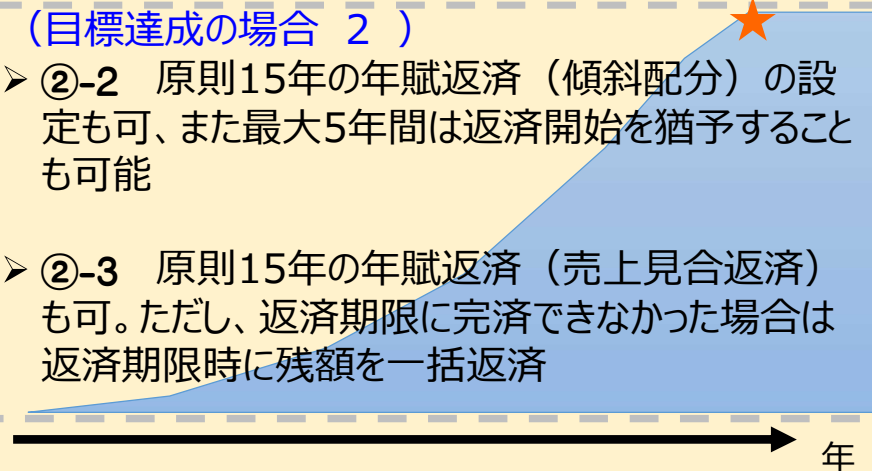 （目標達成の場合　２　）
➢ ②-2　原則15年の年賦返済（傾斜配分）の設
定も可、また最大5年間は返済開始を猶予すること
も可能
➢ ②-3　原則15年の年賦返済（売上見合返済）
も可。ただし、返済期限に完済できなかった場合は
返済期限時に残額を一括返済
年